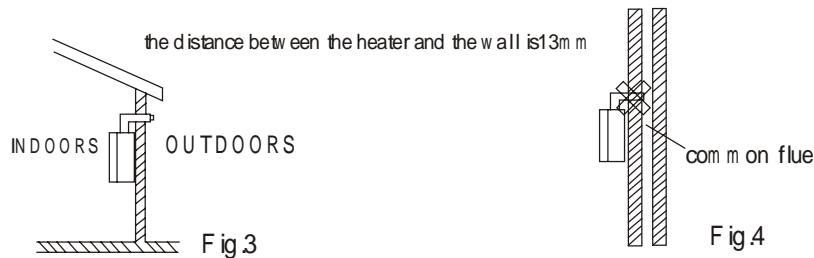 the distance between the heater and the wall is13mm
INDOORS OUTDOORS
common flue
Fig.3
Fig.4